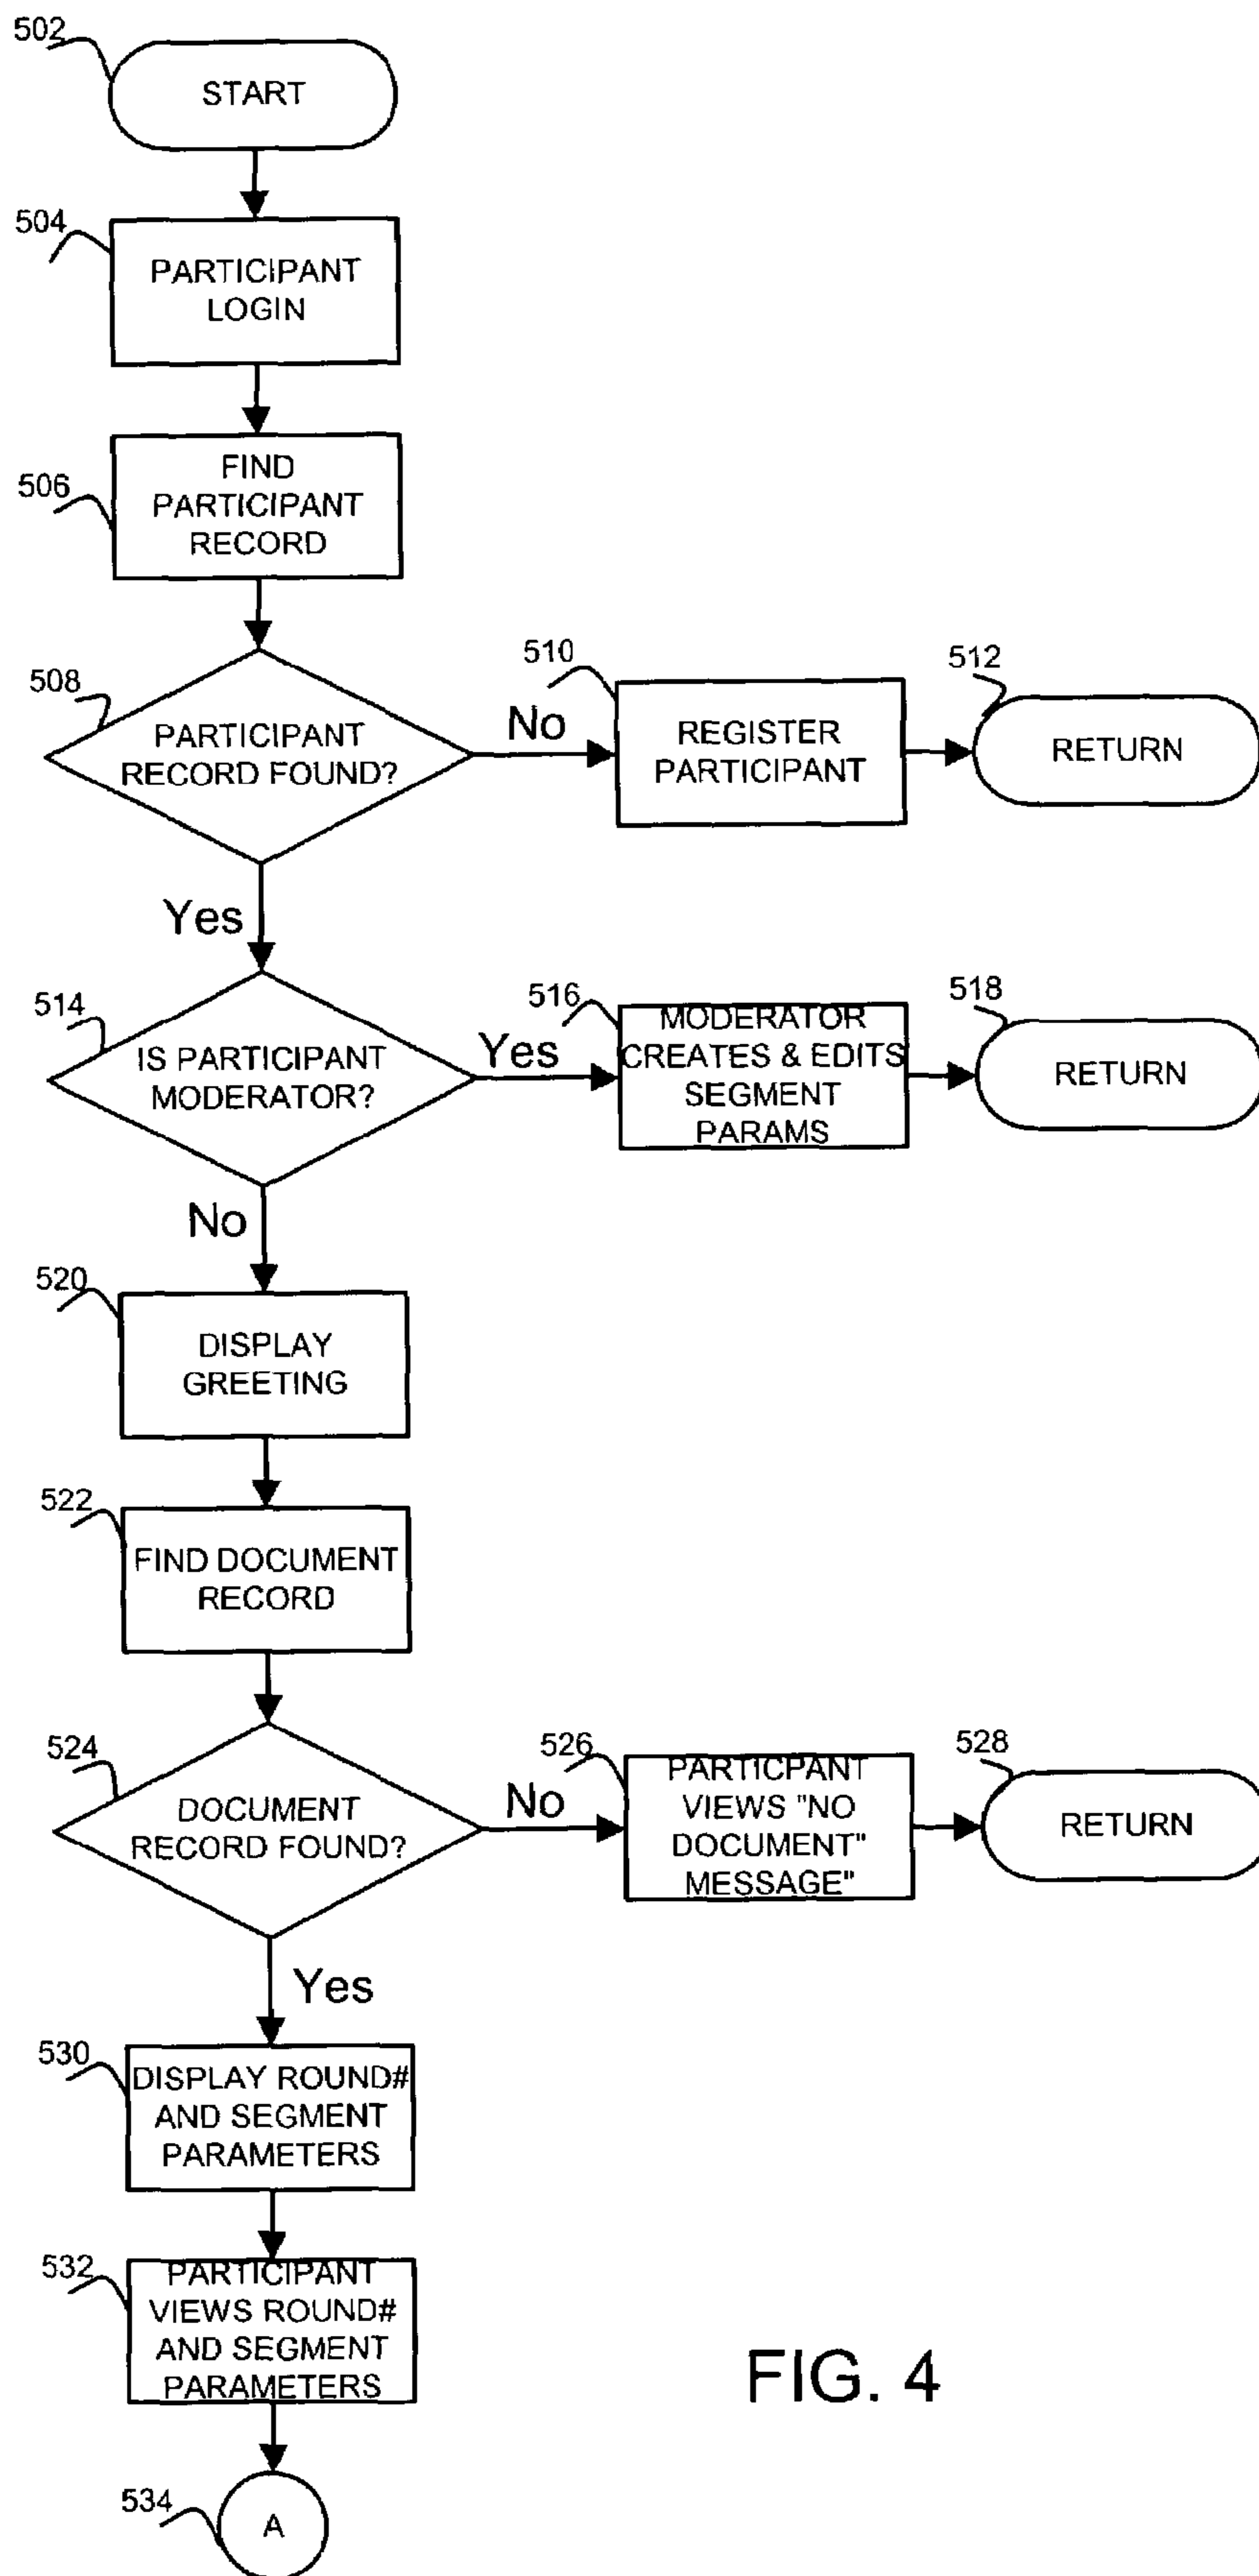 502
START
504
PARTICIPANT
LOGIN
506
FIND
PARTICIPANT
RECORD
508
PARTICIPANT
RECORD FOUND?
No
510
REGISTER
PARTICIPANT
512
RETURN
Yes
514
IS PARTICIPANT
MODERATOR?
Yes
516
MODERATOR
CREATES & EDITS
SEGMENT
PARAMS
518
RETURN
No
520
DISPLAY
GREETING
522
FIND DOCUMENT
RECORD
524
DOCUMENT
RECORD FOUND?
No
526
PARTICPANT
VIEWS "NO
DOCUMENT"
MESSAGE"
528
RETURN
Yes
530
DISPLAY ROUND#
AND SEGMENT
PARAMETERS
532
PARTICIPANT
VIEWS ROUND#
AND SEGMENT
PARAMETERS
534
A
FIG. 4